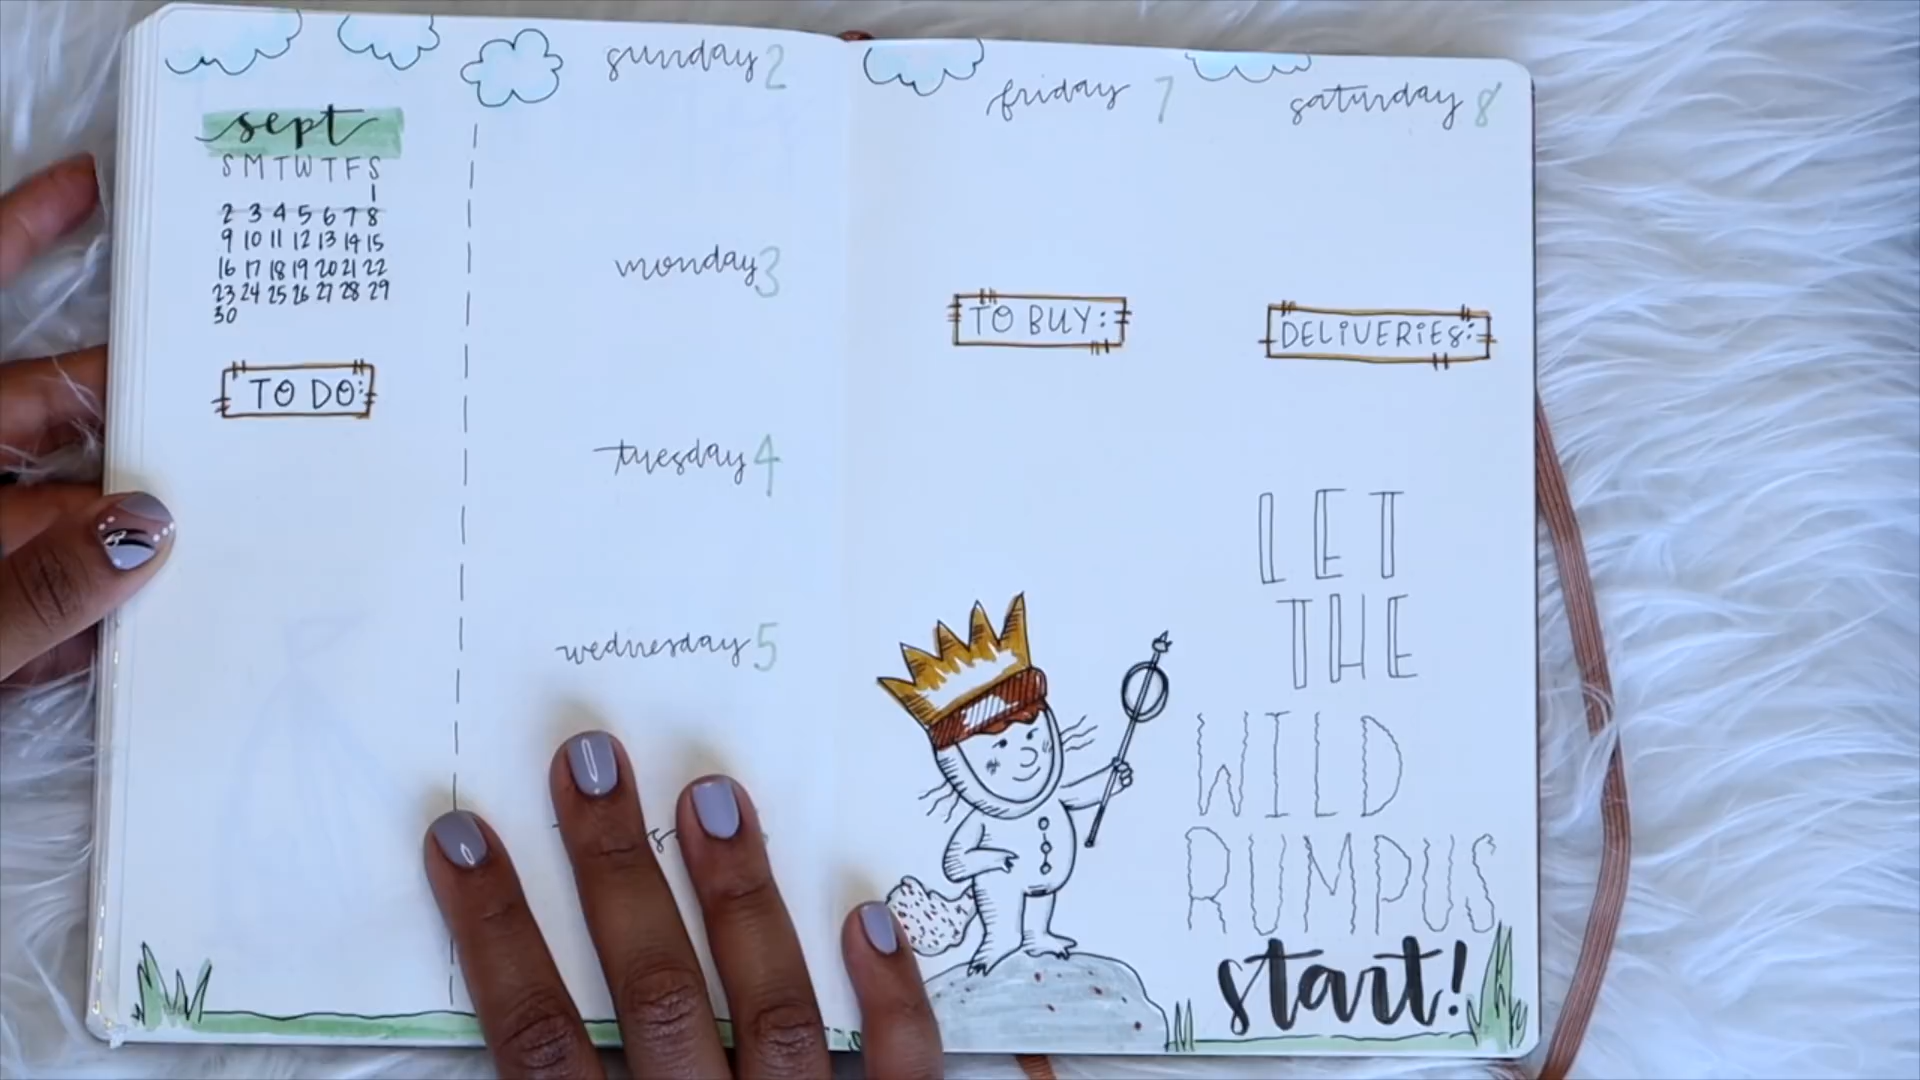 sept
S M T W T F S
1
2 3 4 5 6 7 8
9 10 11 12 13 14 15
16 17 18 19 20 21 22
23 24 25 26 27 28 29
30
TO DO:
sunday 2
monday 3
tuesday 4
wednesday 5
friday 7
saturday 8
TO BUY:
DELIVERIES:
LET
THE
WILD
RUMPUS
start!